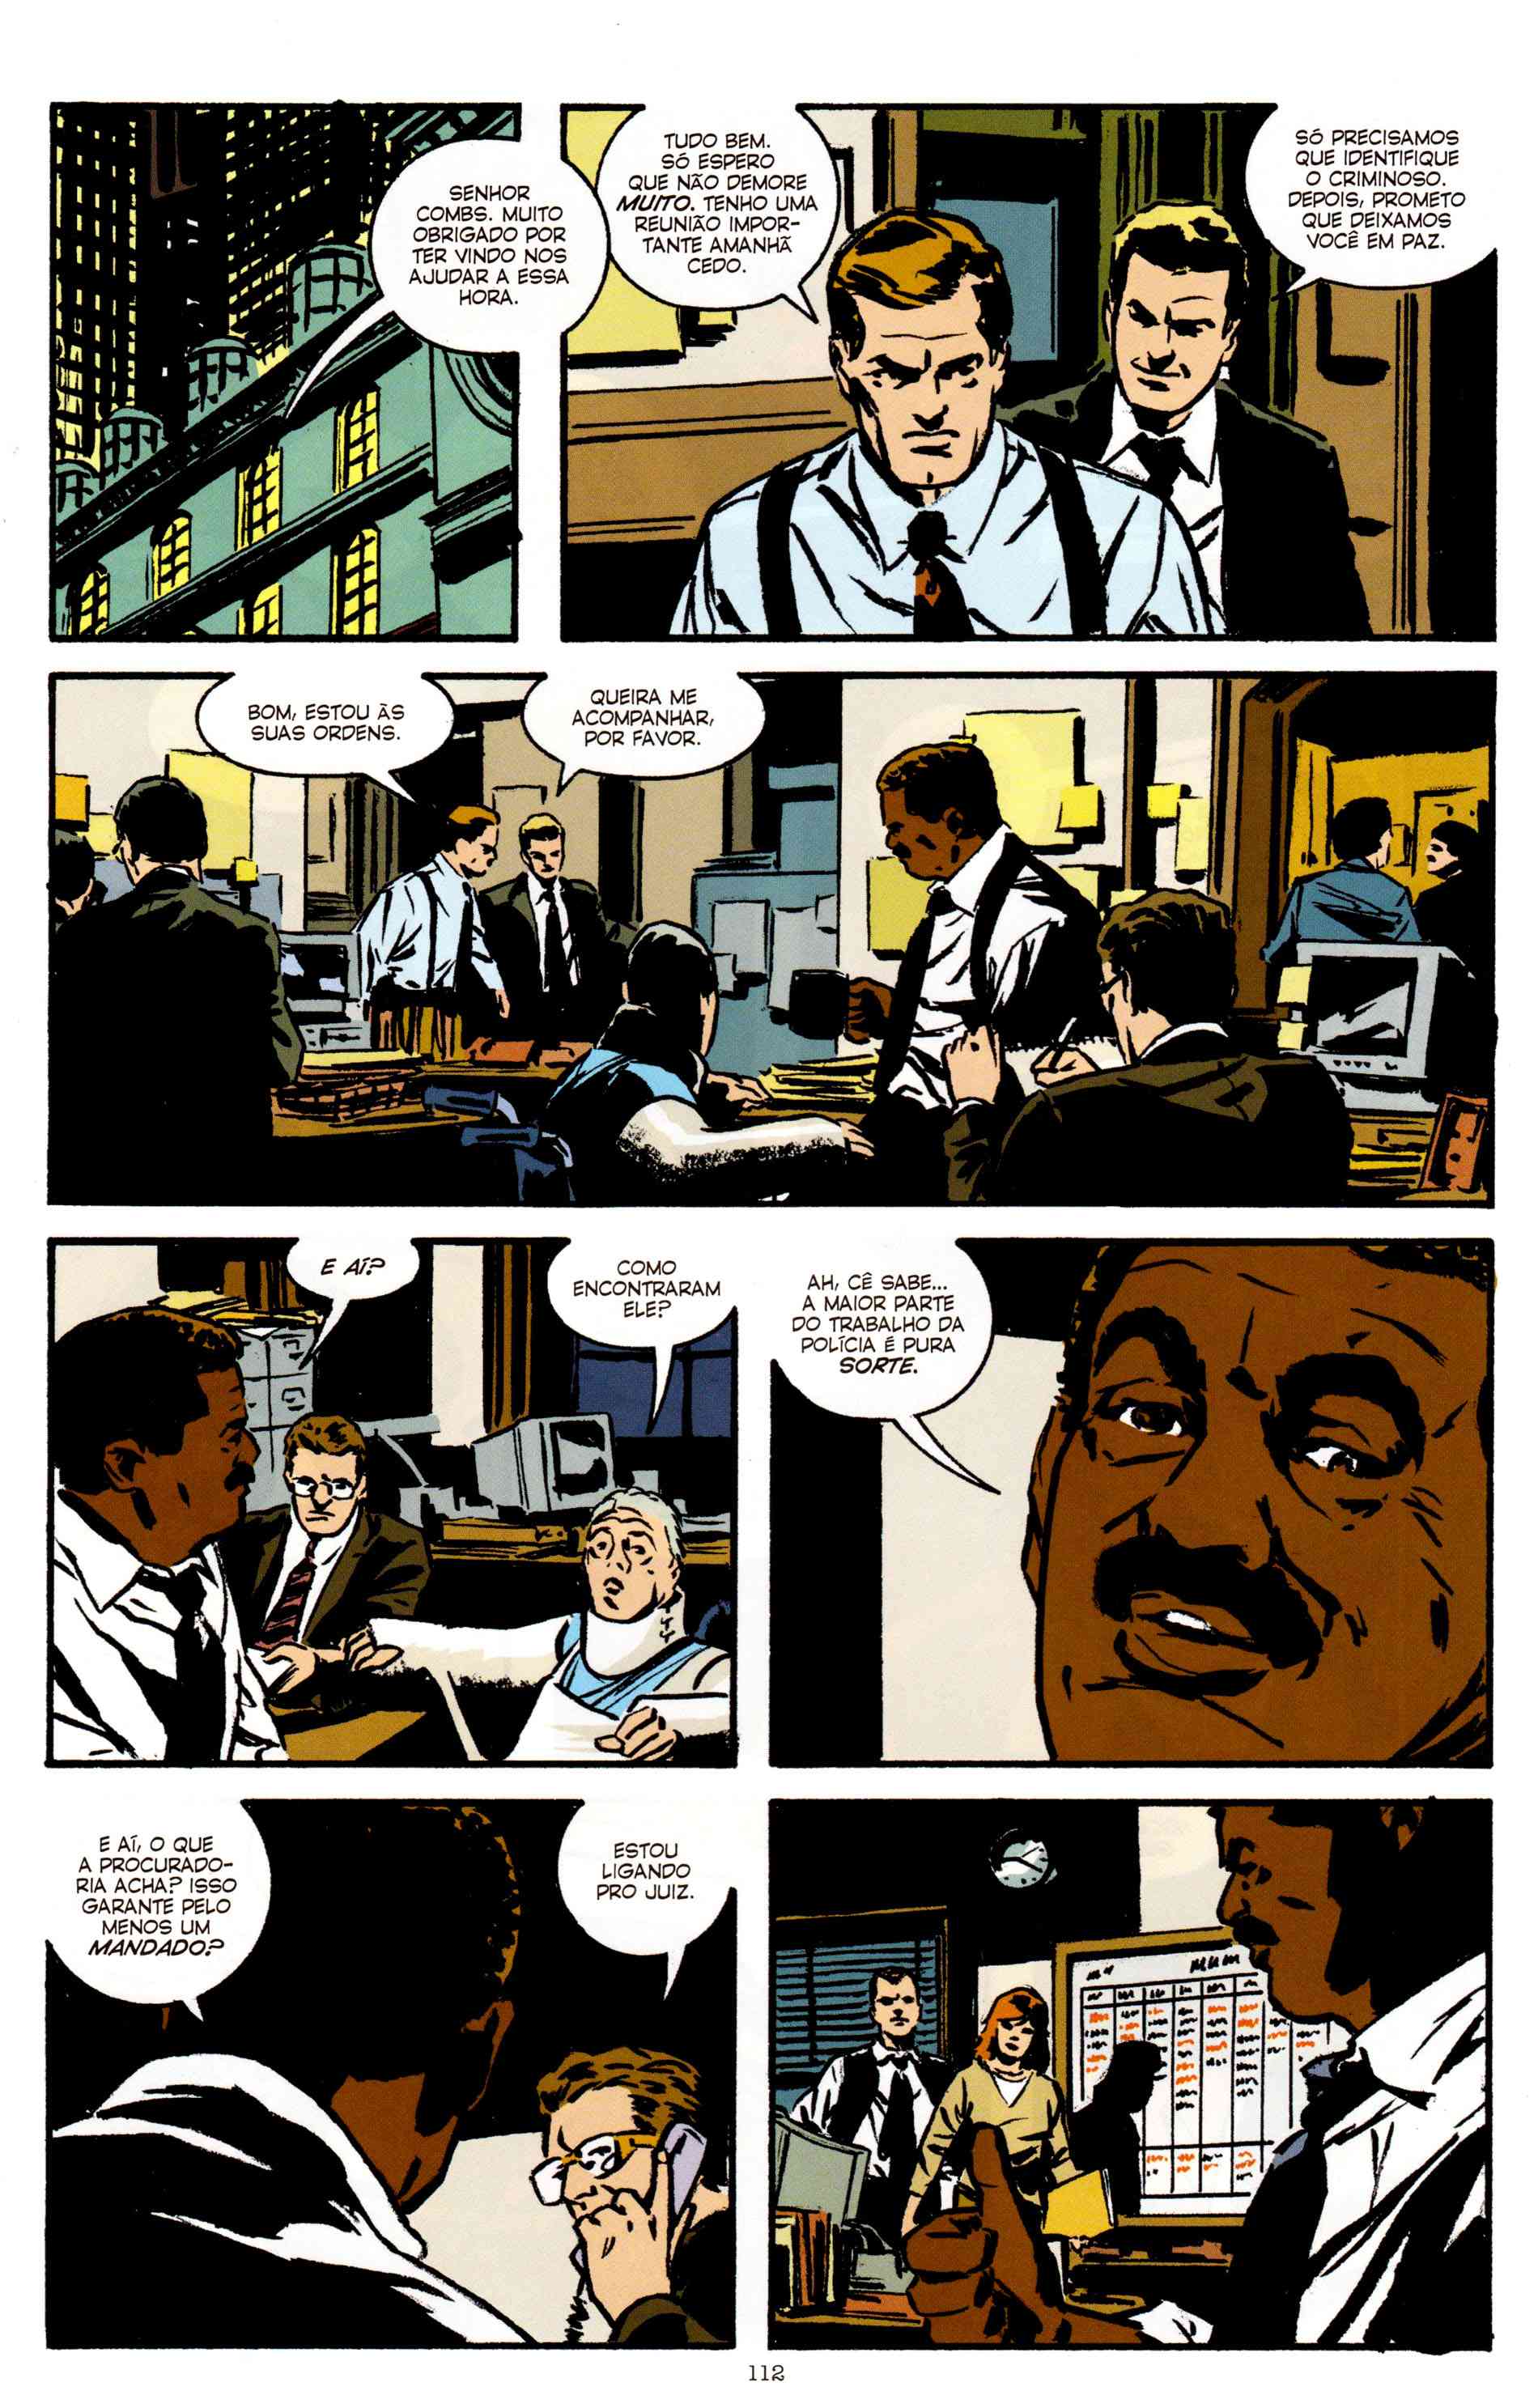 SENHOR
COMBS. MUITO
OBRIGADO POR
TER VINDO NOS
AJUDAR A ESSA
HORA.
TUDO BEM.
SÓ ESPERO
QUE NÃO DEMORE
MUITO. TENHO UMA
REUNIÃO IMPOR-
TANTE AMANHÃ
CEDO.
SÓ PRECISAMOS
QUE IDENTIFIQUE
O CRIMINOSO.
DEPOIS, PROMETO
QUE DEIXAMOS
VOCÊ EM PAZ.
BOM, ESTOU ÀS
SUAS ORDENS.
QUEIRA ME
ACOMPANHAR,
POR FAVOR.
E AÍ?
COMO
ENCONTRARAM
ELE?
AH, CÊ SABE...
A MAIOR PARTE
DO TRABALHO DA
POLÍCIA É PURA
SORTE.
E AÍ, O QUE
A PROCURADO-
RIA ACHA? ISSO
GARANTE PELO
MENOS UM
MANDADO?
ESTOU
LIGANDO
PRO JUIZ.
112